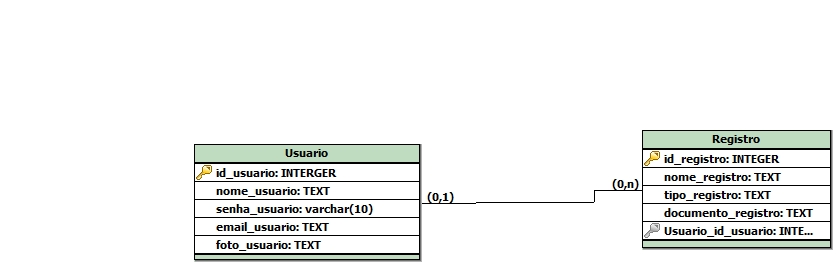 Usuario
id_usuario: INTERGER
nome_usuario: TEXT
senha_usuario: varchar(10)
email_usuario: TEXT
foto_usuario: TEXT
(0,1)
(0,n)
Registro
id_registro: INTEGER
nome_registro: TEXT
tipo_registro: TEXT
documento_registro: TEXT
Usuario_id_usuario: INTE...